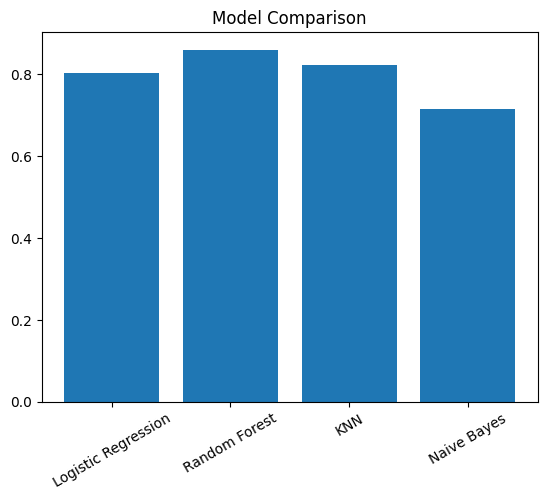 Model Comparison
0.8
0.6
0.4
0.2
0.0
Logistic Regression
Random Forest
KNN
Naive Bayes